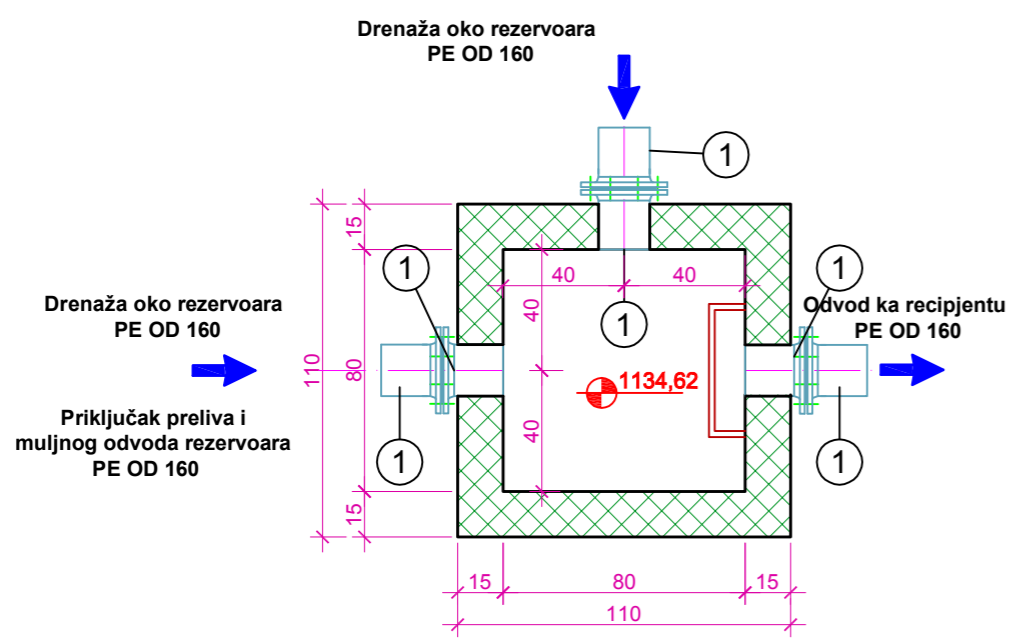 Drenaža oko rezervoara
PE OD 160
1
15
1
40
40
1
Drenaža oko rezervoara
PE OD 160
40
1
Odvod ka recipjentu
PE OD 160
110
80
1134,62
Priključak preliva i
muljnog odvoda rezervoara
PE OD 160
1
40
1
15
15
80
15
110